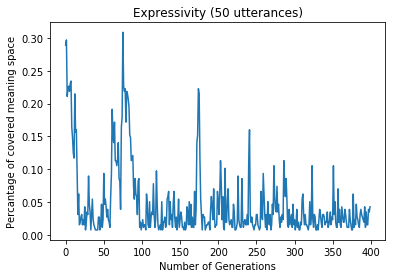 Expressivity (50 utterances)
Percantage of covered meaning space
0.30
0.25
0.20
0.15
0.10
0.05
0.00
0 50 100 150 200 250 300 350 400
Number of Generations